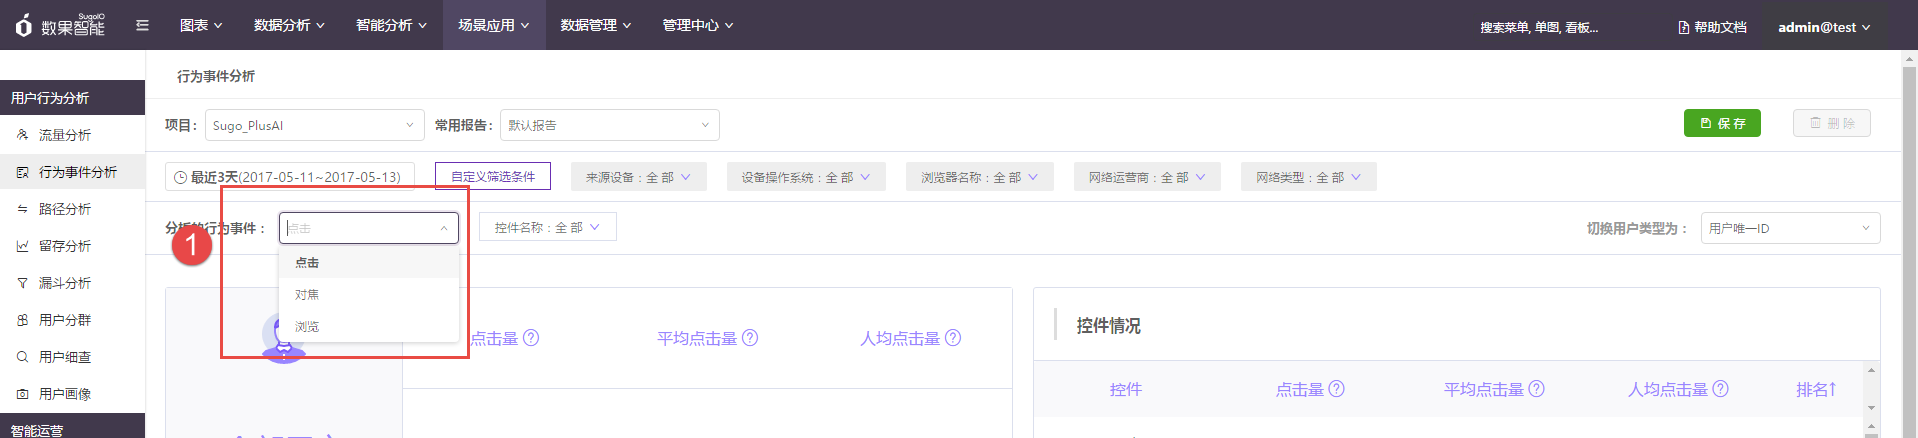 SugoIO
数果智能
图表 数据分析 智能分析 场景应用 数据管理 管理中心 搜索菜单, 单图, 看板... 帮助文档 admin@test
行为事件分析
用户行为分析
流量分析
行为事件分析
路径分析
留存分析
漏斗分析
用户分群
用户细查
用户画像
智能运营
项目： Sugo_PlusAI 常用报告： 默认报告 保存 删除
最近3天(2017-05-11~2017-05-13) 自定义筛选条件 来源设备：全部 设备操作系统：全部 浏览器名称：全部 网络运营商：全部 网络类型：全部
分析的行为事件： 点击 控件名称：全部 切换用户类型为： 用户唯一ID
1
点击
对焦
浏览
点击量 平均点击量 人均点击量
控件情况
控件 点击量 平均点击量 人均点击量 排名↑